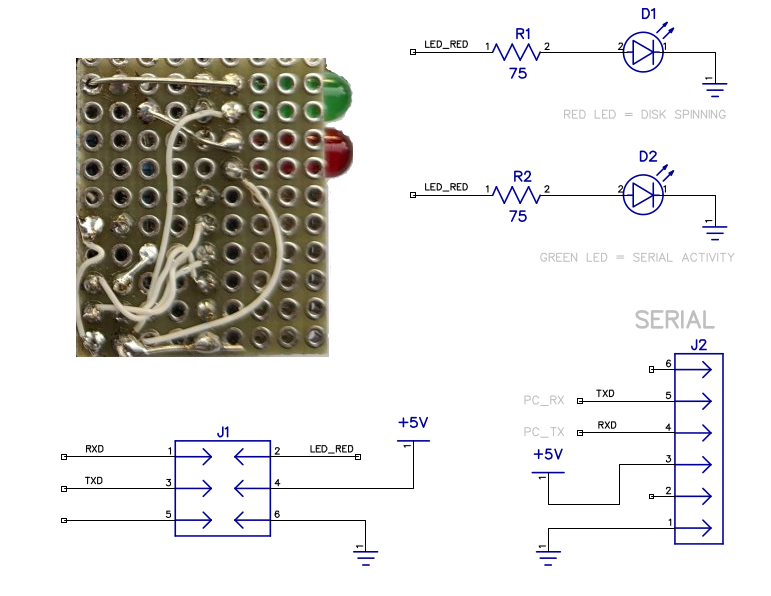 D1
LED_RED
1
R1
2
75
2
1
1
RED LED = DISK SPINNING
D2
LED_RED
1
R2
2
75
2
1
1
GREEN LED = SERIAL ACTIVITY
SERIAL
J2
6
PC_RX
TXD
5
PC_TX
RXD
4
+5V
1
3
2
1
1
J1
+5V
1
RXD
1
2
LED_RED
TXD
3
4
5
6
1